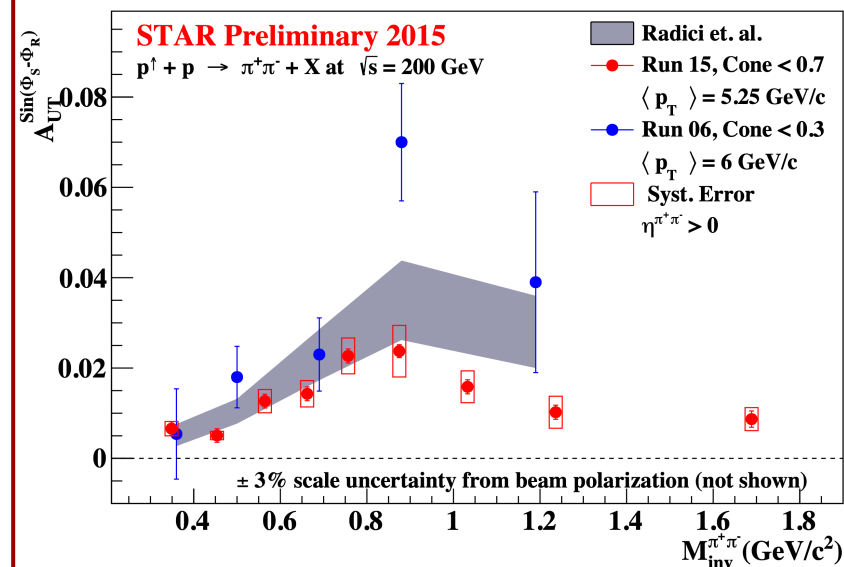 STAR Preliminary 2015
p↑ + p → π+π- + X at √s = 200 GeV
Radici et. al.
Run 15, Cone < 0.7
⟨ pT ⟩ = 5.25 GeV/c
Run 06, Cone < 0.3
⟨ pT ⟩ = 6 GeV/c
Syst. Error
ηπ+π- > 0
AUT Sin(ΦS-ΦR)
0.08
0.06
0.04
0.02
0
± 3% scale uncertainty from beam polarization (not shown)
0.4 0.6 0.8 1 1.2 1.4 1.6 1.8
Minv π+π- (GeV/c2)